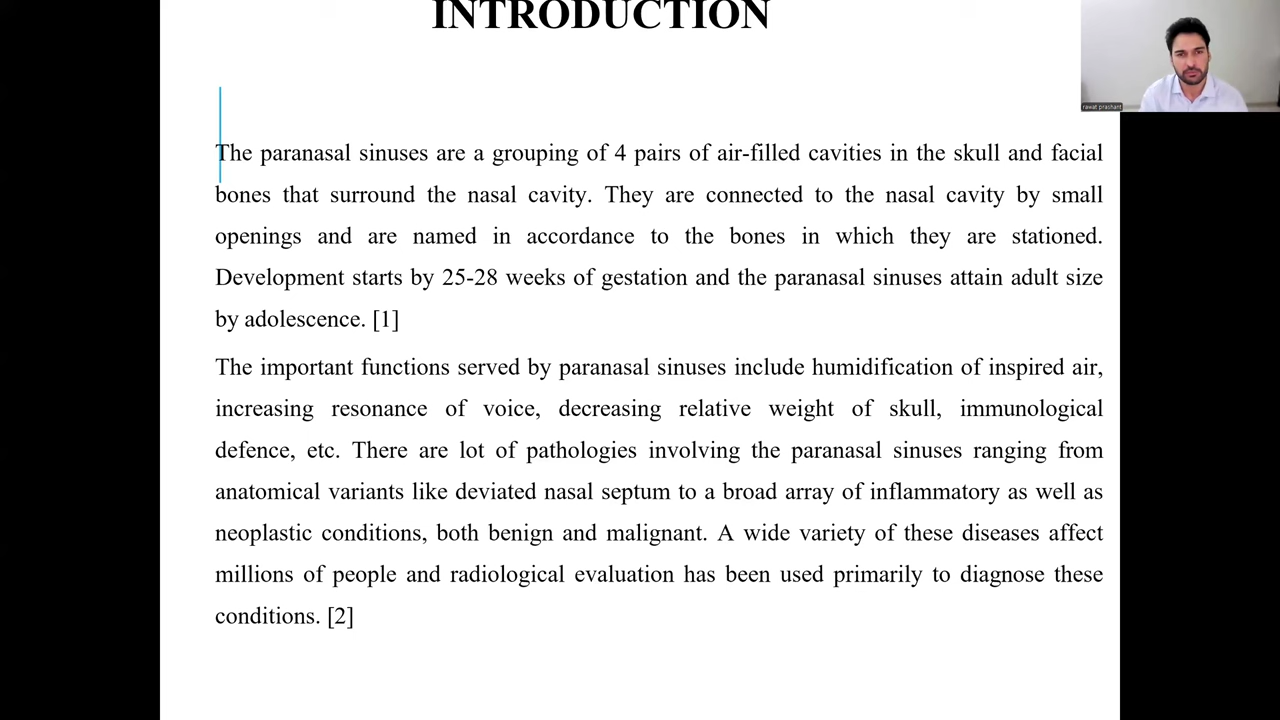 INTRODUCTION
rawat prashant
The paranasal sinuses are a grouping of 4 pairs of air-filled cavities in the skull and facial
bones that surround the nasal cavity. They are connected to the nasal cavity by small
openings and are named in accordance to the bones in which they are stationed.
Development starts by 25-28 weeks of gestation and the paranasal sinuses attain adult size
by adolescence. [1]
The important functions served by paranasal sinuses include humidification of inspired air,
increasing resonance of voice, decreasing relative weight of skull, immunological
defence, etc. There are lot of pathologies involving the paranasal sinuses ranging from
anatomical variants like deviated nasal septum to a broad array of inflammatory as well as
neoplastic conditions, both benign and malignant. A wide variety of these diseases affect
millions of people and radiological evaluation has been used primarily to diagnose these
conditions. [2]